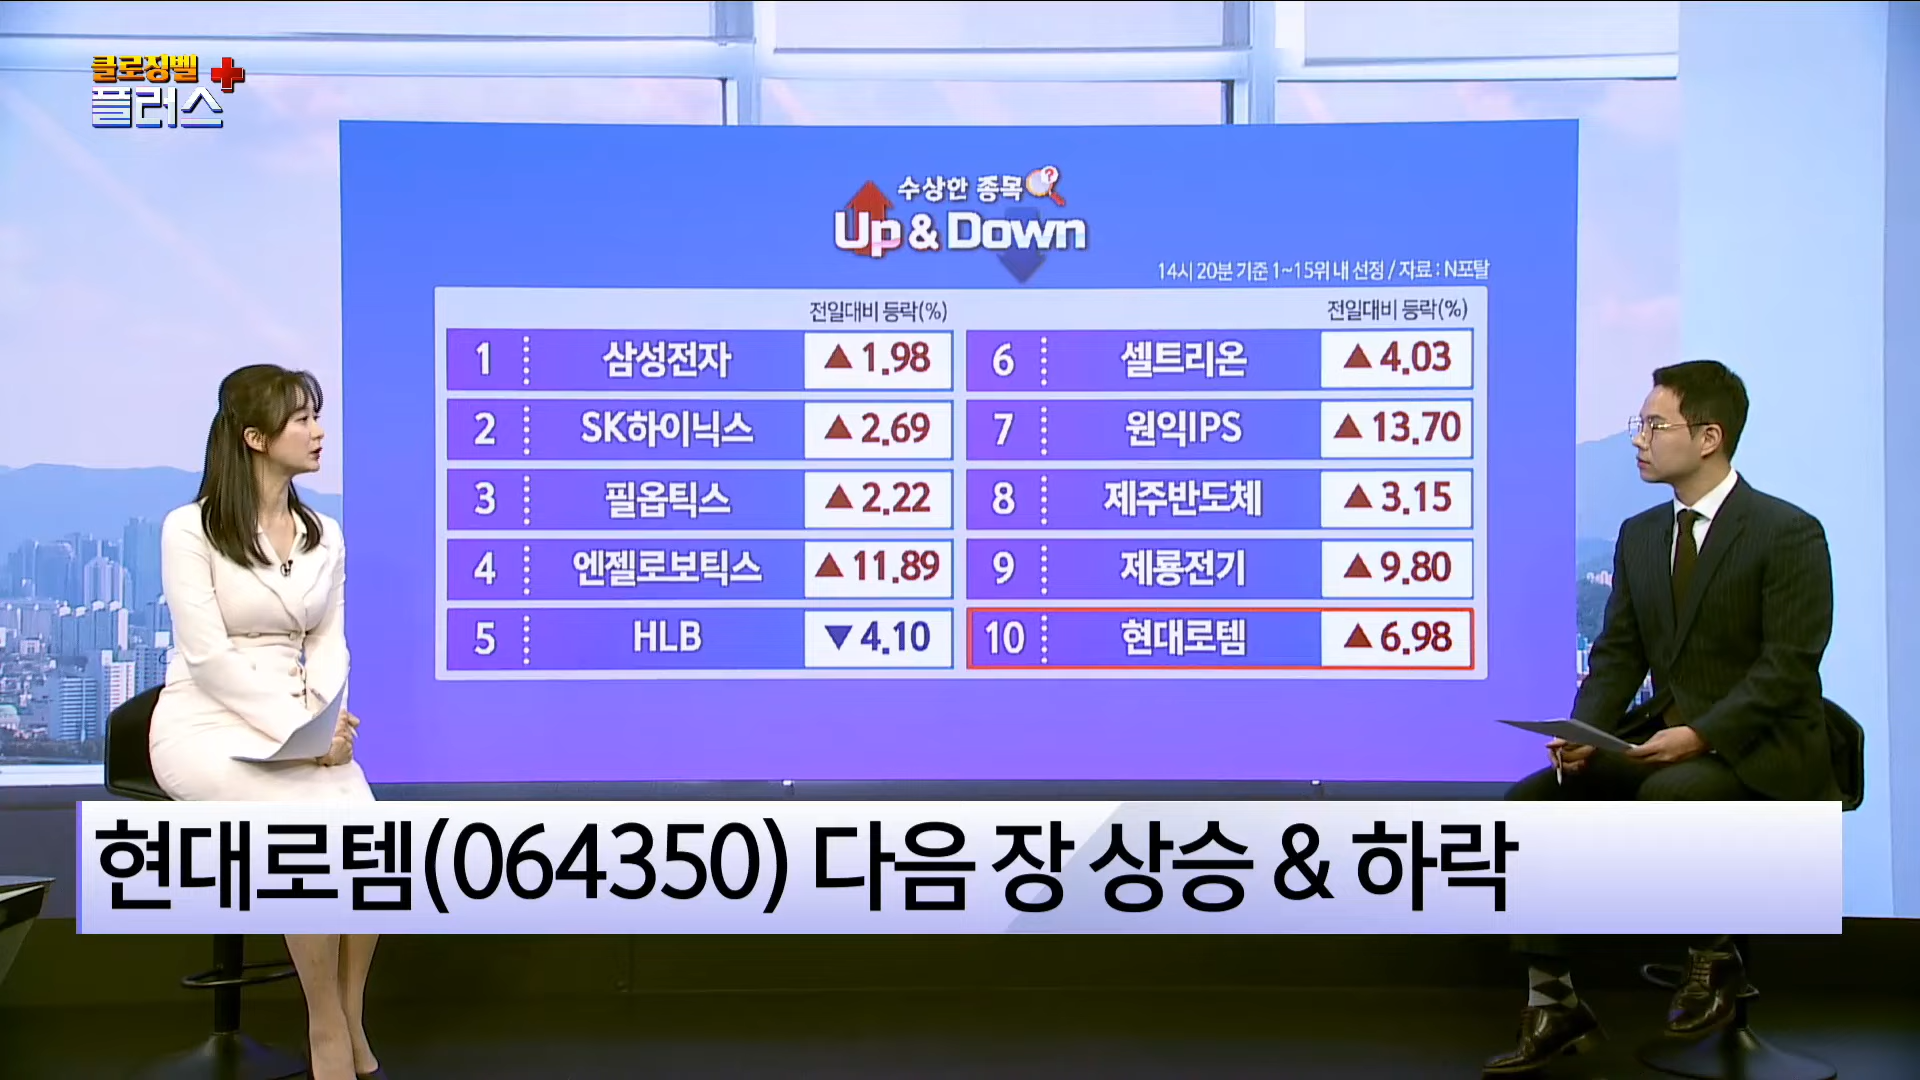 클로징벨
플러스
수상한 종목
Up & Down
14시 20분 기준 1~15위 내 선정 / 자료 : N포탈
전일대비 등락(%)
1 삼성전자 ▲1.98
2 SK하이닉스 ▲2.69
3 필옵틱스 ▲2.22
4 엔젤로보틱스 ▲11.89
5 HLB ▼4.10
전일대비 등락(%)
6 셀트리온 ▲4.03
7 원익IPS ▲13.70
8 제주반도체 ▲3.15
9 제룡전기 ▲9.80
10 현대로템 ▲6.98
현대로템(064350) 다음 장 상승 & 하락